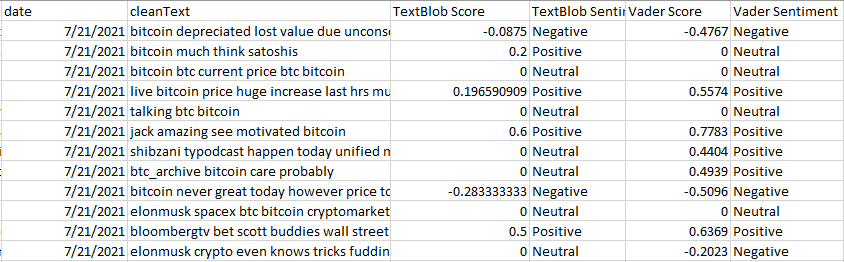 date cleanText TextBlob Score TextBlob Senti Vader Score Vader Sentiment
7/21/2021 bitcoin depreciated lost value due uncons -0.0875 Negative -0.4767 Negative
7/21/2021 bitcoin much think satoshis 0.2 Positive 0 Neutral
7/21/2021 bitcoin btc current price btc bitcoin 0 Neutral 0 Neutral
7/21/2021 live bitcoin price huge increase last hrs mu 0.196590909 Positive 0.5574 Positive
7/21/2021 talking btc bitcoin 0 Neutral 0 Neutral
7/21/2021 jack amazing see motivated bitcoin 0.6 Positive 0.7783 Positive
7/21/2021 shibzani typodcast happen today unified n 0 Neutral 0.4404 Positive
7/21/2021 btc_archive bitcoin care probably 0 Neutral 0.4939 Positive
7/21/2021 bitcoin never great today however price to -0.283333333 Negative -0.5096 Negative
7/21/2021 elonmusk spacex btc bitcoin cryptomarket 0 Neutral 0 Neutral
7/21/2021 bloombergtv bet scott buddies wall street 0.5 Positive 0.6369 Positive
7/21/2021 elonmusk crypto even knows tricks fuddin 0 Neutral -0.2023 Negative